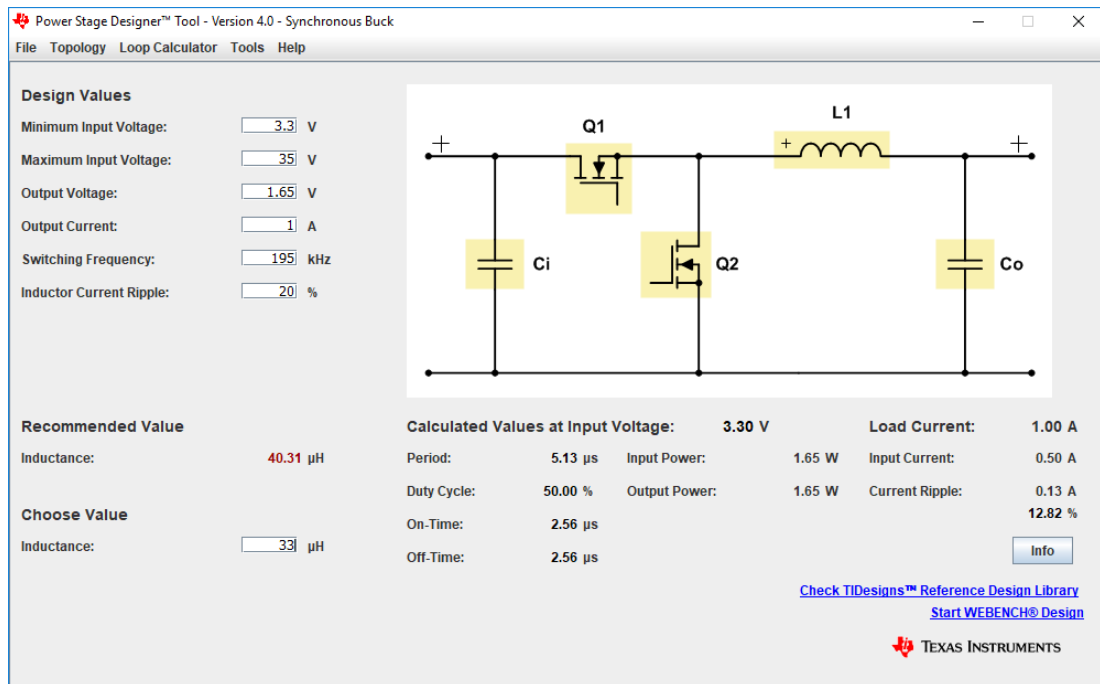 Power Stage Designer™ Tool - Version 4.0 - Synchronous Buck
File Topology Loop Calculator Tools Help
Design Values
Minimum Input Voltage: 3.3 V
Maximum Input Voltage: 35 V
Output Voltage: 1.65 V
Output Current: 1 A
Switching Frequency: 195 kHz
Inductor Current Ripple: 20 %
Q1
L1
+
+
+
Ci
Q2
Co
Recommended Value
Inductance: 40.31 µH
Choose Value
Inductance: 33 µH
Calculated Values at Input Voltage: 3.30 V Load Current: 1.00 A
Period: 5.13 µs Input Power: 1.65 W Input Current: 0.50 A
Duty Cycle: 50.00 % Output Power: 1.65 W Current Ripple: 0.13 A
12.82 %
On-Time: 2.56 µs
Off-Time: 2.56 µs
Info
Check TIDesigns™ Reference Design Library
Start WEBENCH® Design
TEXAS INSTRUMENTS